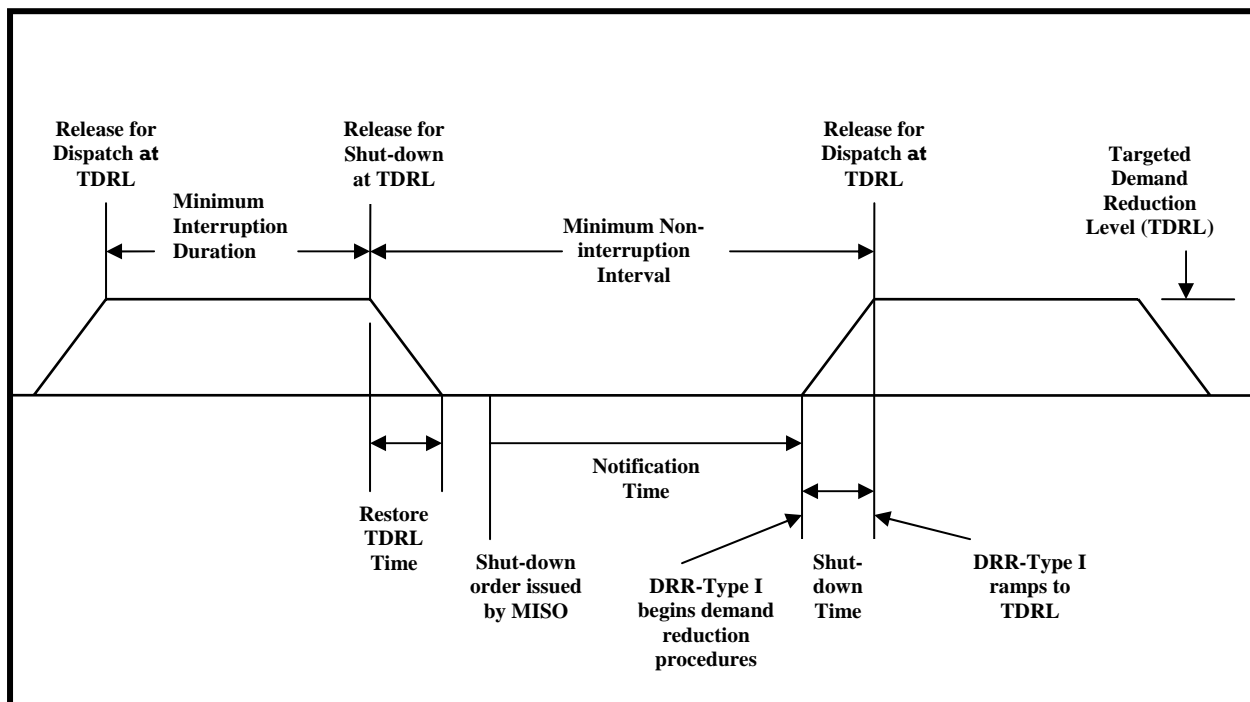 Release for
Dispatch at
TDRL
Release for
Shut-down
at TDRL
Release for
Dispatch at
TDRL
Targeted
Demand
Reduction
Level (TDRL)
Minimum
Interruption
Duration
Minimum Non-
interruption
Interval
Notification
Time
Restore
TDRL
Time
Shut-down
order issued
by MISO
DRR-Type I
begins demand
reduction
procedures
Shut-
down
Time
DRR-Type I
ramps to
TDRL